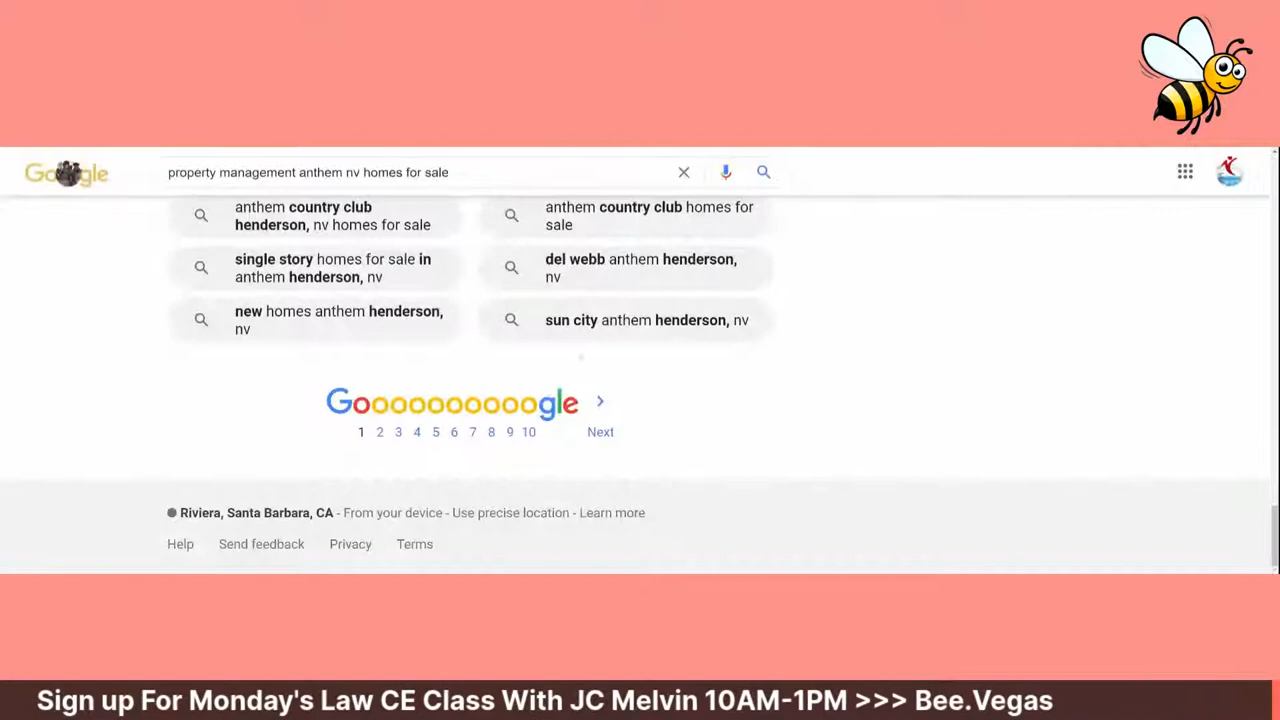 Google
property management anthem nv homes for sale
anthem country club
henderson, nv homes for sale
anthem country club homes for
sale
single story homes for sale in
anthem henderson, nv
del webb anthem henderson,
nv
new homes anthem henderson,
nv
sun city anthem henderson, nv
Goooooooooogle
1 2 3 4 5 6 7 8 9 10 Next
Riviera, Santa Barbara, CA - From your device - Use precise location - Learn more
Help Send feedback Privacy Terms
Sign up For Monday's Law CE Class With JC Melvin 10AM-1PM >>> Bee.Vegas